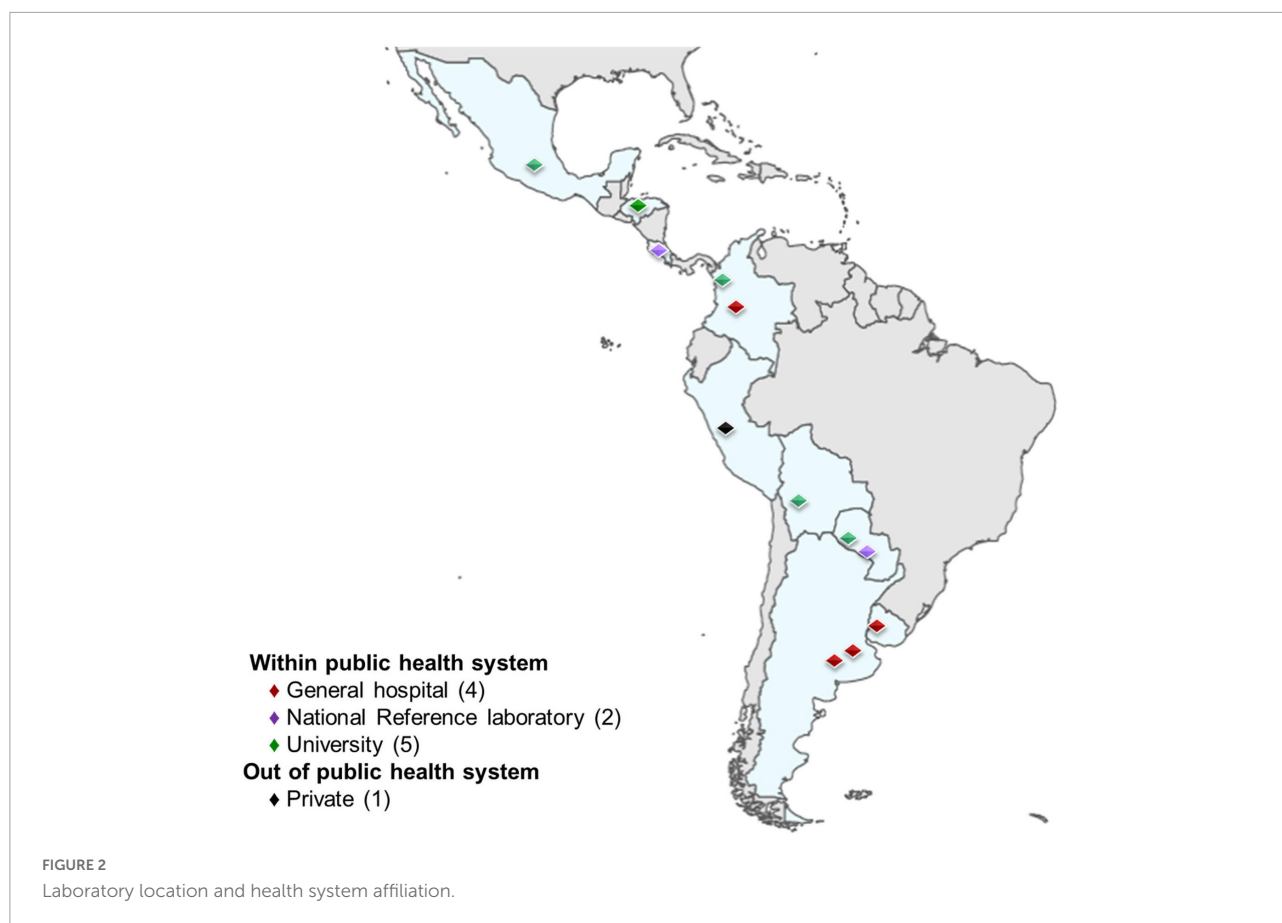 Within public health system
General hospital (4)
National Reference laboratory (2)
University (5)
Out of public health system
Private (1)
FIGURE 2
Laboratory location and health system affiliation.